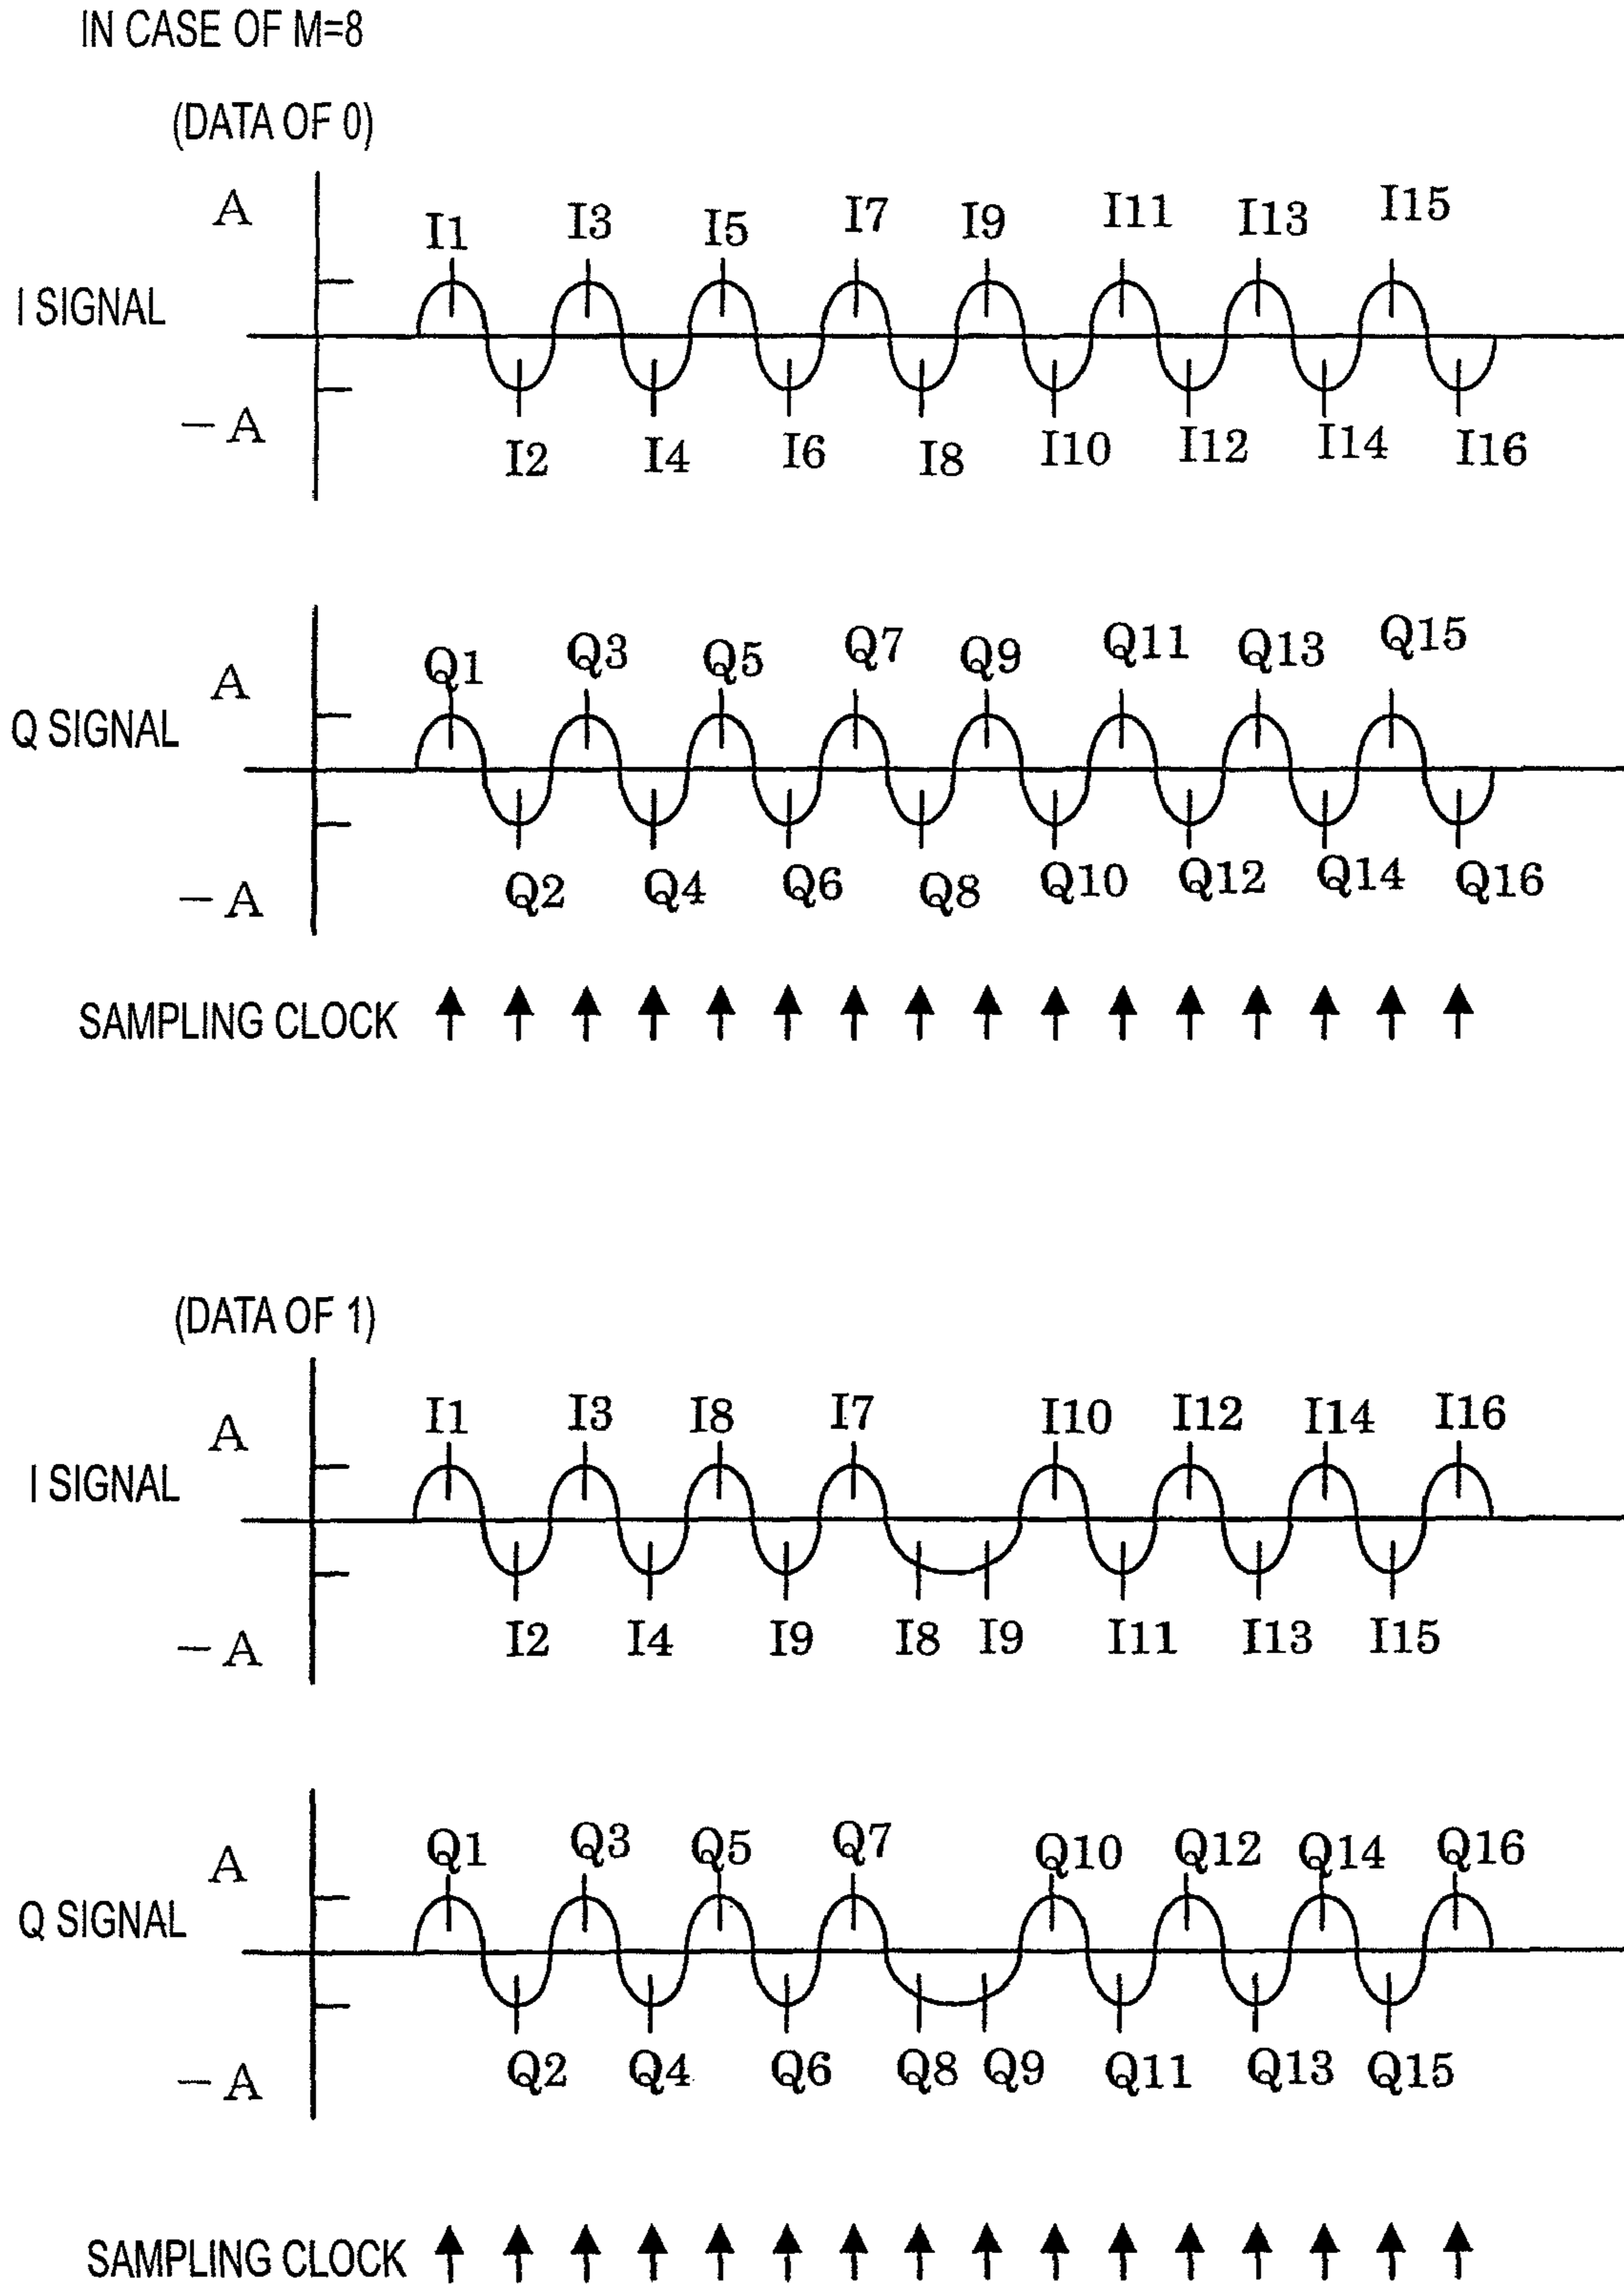 IN CASE OF M=8
(DATA OF 0)
A
I1 I3 I5 I7 I9 I11 I13 I15
I SIGNAL
−A
I2 I4 I6 I8 I10 I12 I14 I16
A
Q1 Q3 Q5 Q7 Q9 Q11 Q13 Q15
Q SIGNAL
−A
Q2 Q4 Q6 Q8 Q10 Q12 Q14 Q16
SAMPLING CLOCK
(DATA OF 1)
A
I1 I3 I8 I7 I10 I12 I14 I16
I SIGNAL
−A
I2 I4 I9 I8 I9 I11 I13 I15
A
Q1 Q3 Q5 Q7 Q10 Q12 Q14 Q16
Q SIGNAL
−A
Q2 Q4 Q6 Q8 Q9 Q11 Q13 Q15
SAMPLING CLOCK